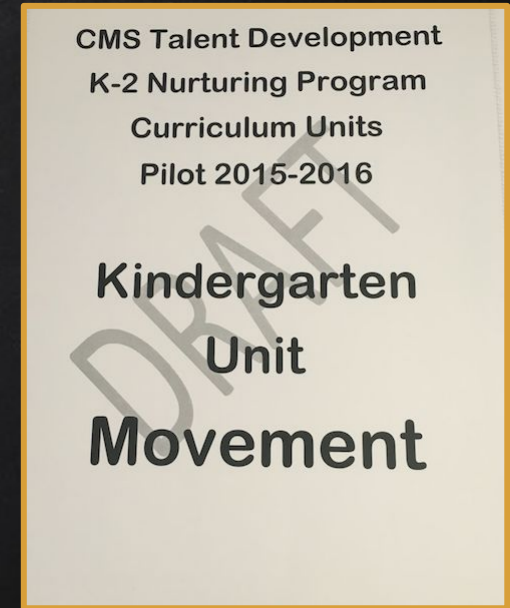 CMS Talent Development
K-2 Nurturing Program
Curriculum Units
Pilot 2015-2016
DRAFT
Kindergarten
Unit
Movement